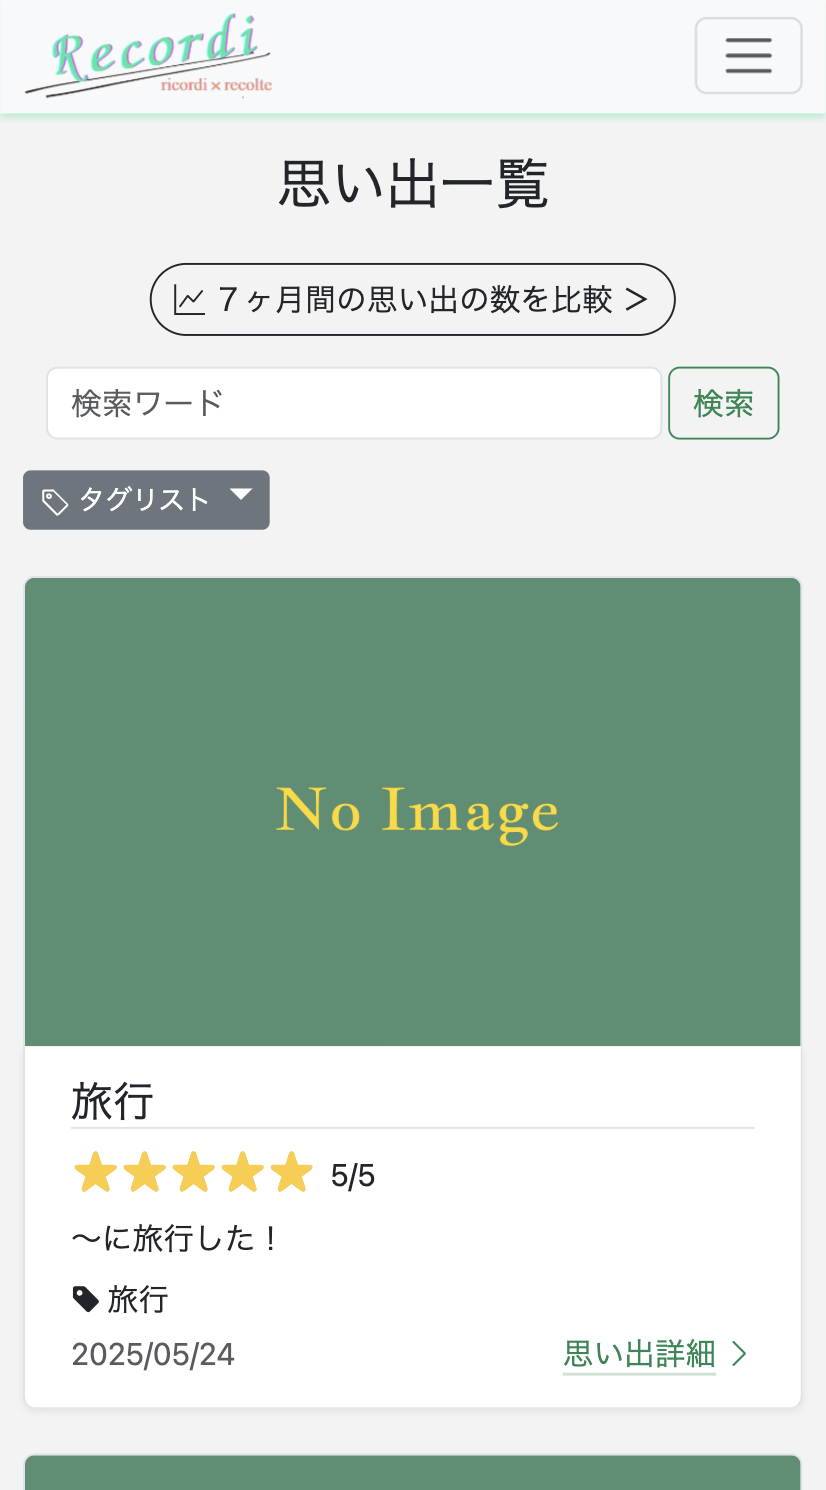 Recordi
ricordi × recolte
思い出一覧
７ヶ月間の思い出の数を比較 ＞
検索ワード
検索
タグリスト
No Image
旅行
5/5
〜に旅行した！
旅行
2025/05/24
思い出詳細